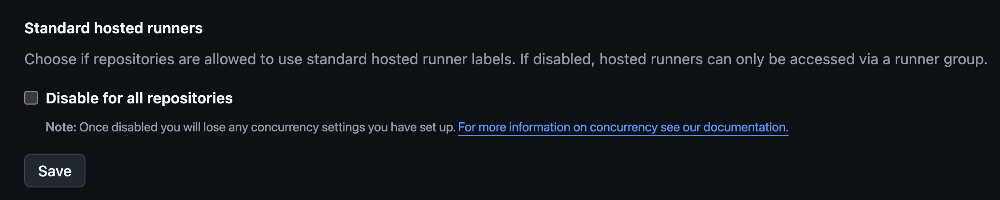 Standard hosted runners
Choose if repositories are allowed to use standard hosted runner labels. If disabled, hosted runners can only be accessed via a runner group.
Disable for all repositories
Note: Once disabled you will lose any concurrency settings you have set up. For more information on concurrency see our documentation.
Save